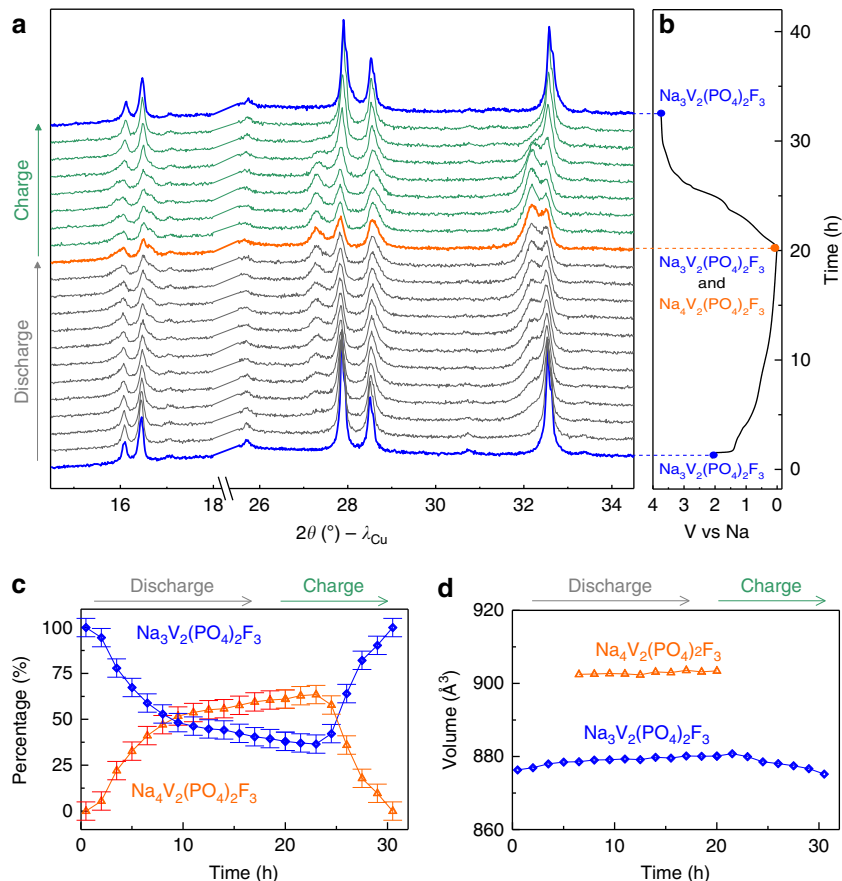 a
Charge
Discharge
16
18
26
28
30
32
34
2θ (°) – λCu
b
40
30
20
10
0
Time (h)
Na3V2(PO4)2F3
Na3V2(PO4)2F3
and
Na4V2(PO4)2F3
Na3V2(PO4)2F3
4
3
2
1
0
V vs Na
c
Discharge
Charge
100
75
50
25
0
Percentage (%)
Na3V2(PO4)2F3
Na4V2(PO4)2F3
0
10
20
30
Time (h)
d
Discharge
Charge
920
900
880
860
Volume (Å3)
Na4V2(PO4)2F3
Na3V2(PO4)2F3
0
10
20
30
Time (h)